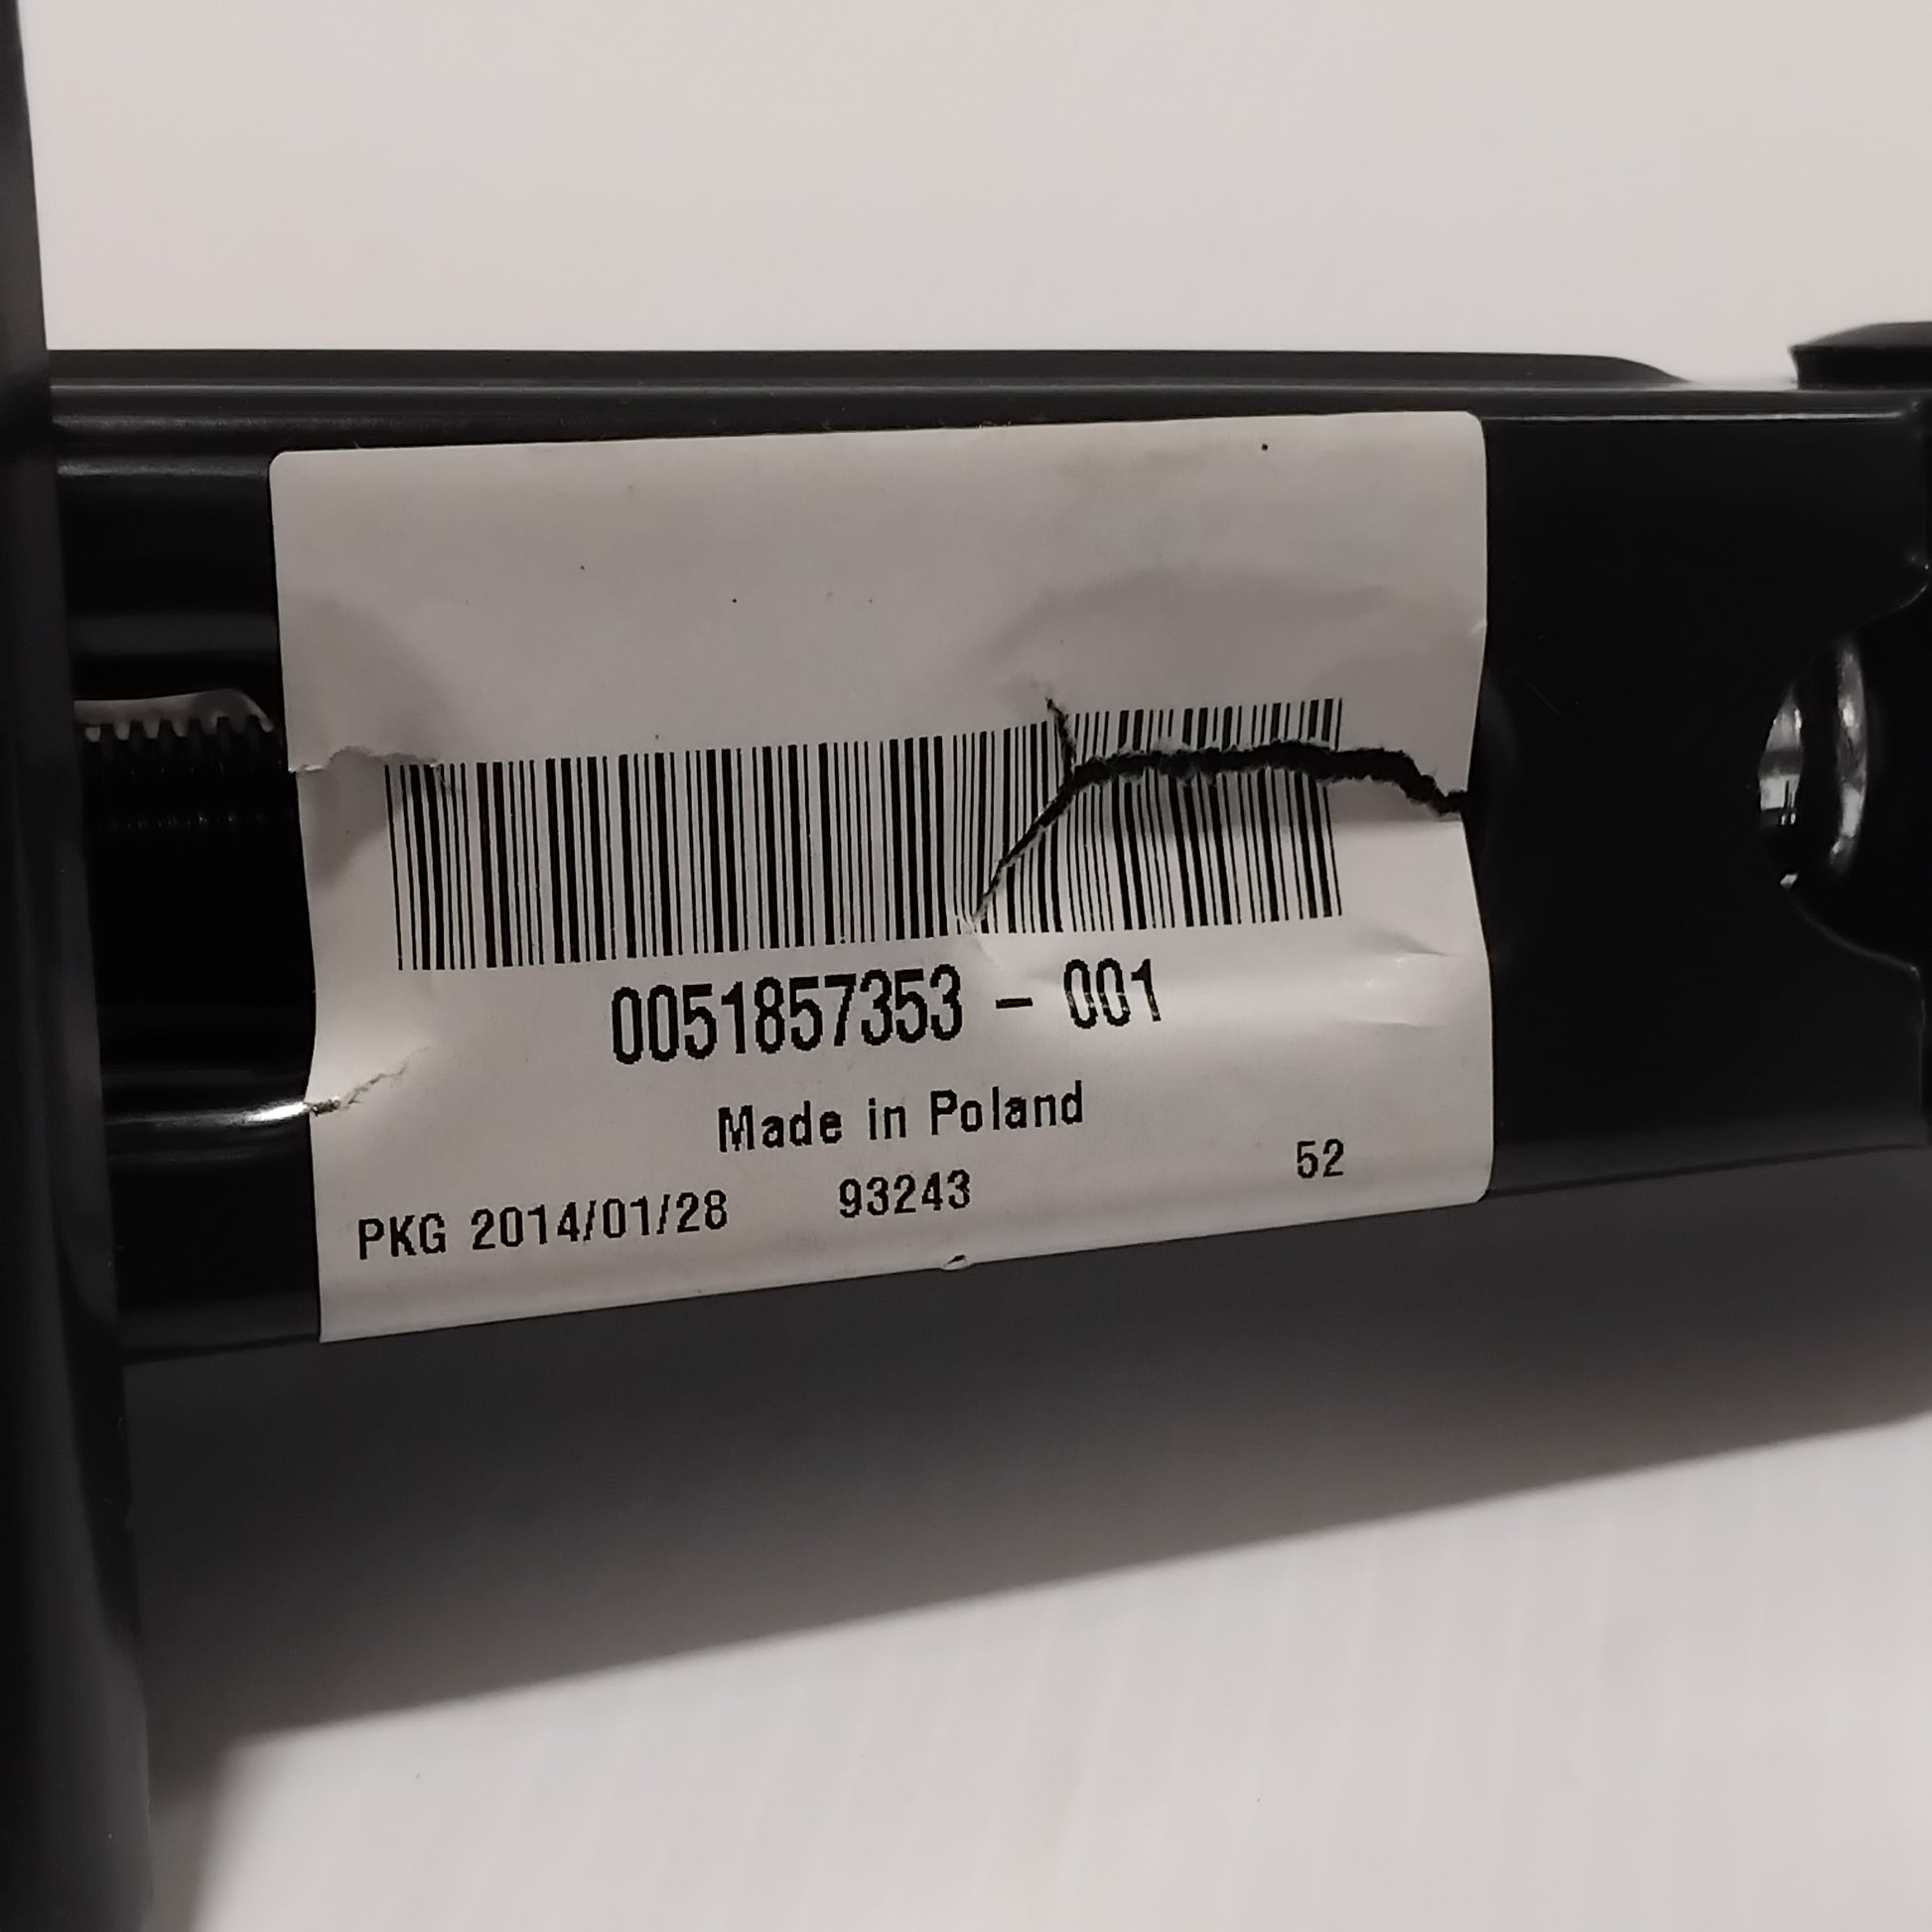 0051857353 - 001
Made in Poland
PKG 2014/01/28 93243 52